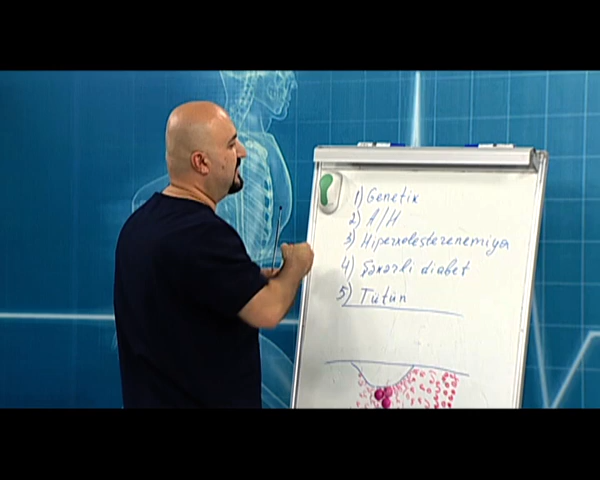 1) Genetik
2) A/H
3) Hiperxolesterenemiya
4) Şəkərli diabet
5) Tütün